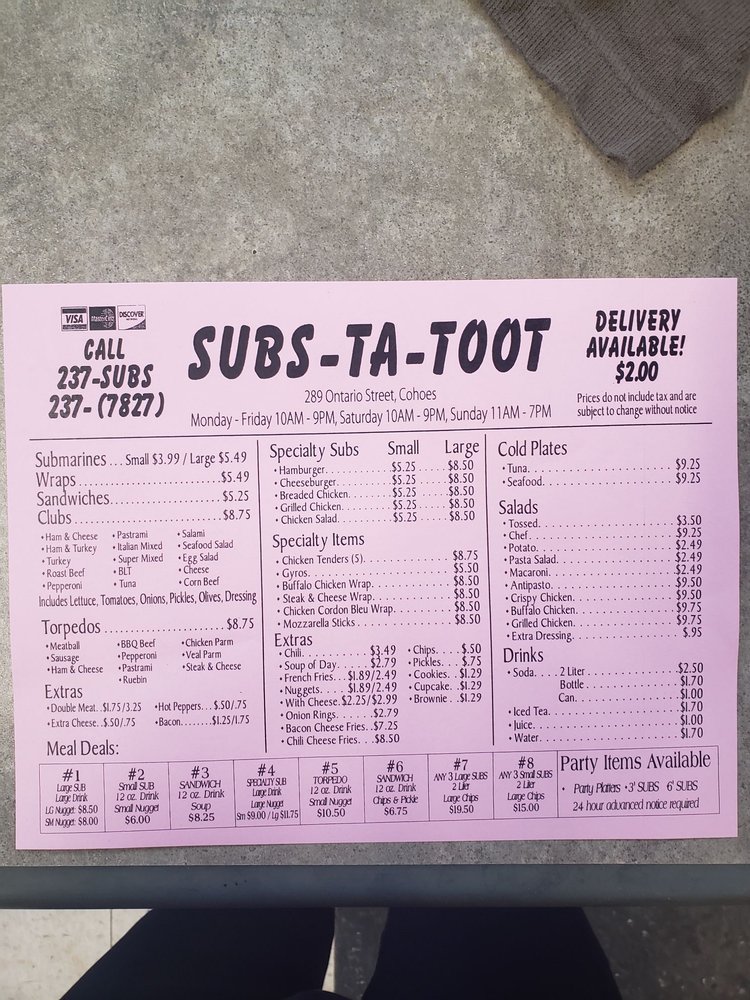 VISA MasterCard DISCOVER
CALL
237-SUBS
237- (7827)
SUBS-TA-TOOT
289 Ontario Street, Cohoes
Monday - Friday 10AM - 9PM, Saturday 10AM - 9PM, Sunday 11AM - 7PM
DELIVERY
AVAILABLE!
$2.00
Prices do not include tax and are
subject to change without notice
Submarines ... Small $3.99 / Large $5.49
Wraps.....................$5.49
Sandwiches.....................$5.25
Clubs.....................$8.75
• Ham & Cheese • Pastrami • Salami
• Ham & Turkey • Italian Mixed • Seafood Salad
• Turkey • Super Mixed • Egg Salad
• Roast Beef • BLT • Cheese
• Pepperoni • Tuna • Corn Beef
Includes Lettuce, Tomatoes, Onions, Pickles, Olives, Dressing
Torpedos.....................$8.75
• Meatball • BBQ Beef • Chicken Parm
• Sausage • Pepperoni • Veal Parm
• Ham & Cheese • Pastrami • Steak & Cheese
• Ruebin
Extras
• Double Meat. .$1.75/3.25 •Hot Peppers. . .$.50/.75
• Extra Cheese. .$.50/.75 •Bacon........$1.25/1.75
Specialty Subs Small Large
• Hamburger. . . . . . . $5.25 . . . . . $8.50
• Cheeseburger. . . . . . $5.25 . . . . . $8.50
• Breaded Chicken. . . . $5.25 . . . . . $8.50
• Grilled Chicken. . . . . $5.25 . . . . . $8.50
• Chicken Salad. . . . . . $5.25 . . . . . $8.50
Specialty Items
• Chicken Tenders (5). . . . . . . . . . $8.75
• Gyros. . . . . . . . . . $5.50
• Buffalo Chicken Wrap. . . . . . . . . . $8.50
• Steak & Cheese Wrap. . . . . . . . . . $8.50
• Chicken Cordon Bleu Wrap. . . . . . . $8.50
• Mozzarella Sticks . . . . . . . . . . $8.50
Extras
• Chili. . . . . . . . . . $3.49 • Chips. . . . $.50
• Soup of Day. . . . . $2.79 • Pickles. . . . $.75
• French Fries. . . $1.89/2.49 • Cookies. . $1.29
• Nuggets. . . . $1.89/2.49 • Cupcake. .$1.29
• With Cheese. $2.25/$2.99 • Brownie . .$1.29
• Onion Rings. . . . . .$2.79
• Bacon Cheese Fries. .$7.25
• Chili Cheese Fries. . .$8.50
Cold Plates
• Tuna. . . . . . . . . . $9.25
• Seafood. . . . . . . . . . $9.25
Salads
• Tossed. . . . . . . . . . $3.50
• Chef. . . . . . . . . . $9.25
• Potato. . . . . . . . . . $2.49
• Pasta Salad. . . . . . . . . . $2.49
• Macaroni. . . . . . . . . . $2.49
• Antipasto. . . . . . . . . . $9.50
• Crispy Chicken. . . . . . . . . . $9.50
• Buffalo Chicken. . . . . . . . . . $9.75
• Grilled Chicken. . . . . . . . . . $9.75
• Extra Dressing. . . . . . . . . . $.95
Drinks
• Soda. . . . 2 Liter . . . . . . . . . . $2.50
Bottle . . . . . . . . . . $1.70
Can. . . . . . . . . . $1.00
• Iced Tea. . . . . . . . . . $1.70
• Juice. . . . . . . . . . $1.00
• Water. . . . . . . . . . $1.70
Meal Deals:
#1
Large SUB
Large Drink
LG Nugget $8.50
SM Nugget $8.00
#2
Small SUB
12 oz. Drink
Small Nugget
$6.00
#3
SANDWICH
12 oz. Drink
Soup
$8.25
#4
SPECIALTY SUB
Large Drink
Large Nugget
Sm $9.00 / Lg $11.75
#5
TORPEDO
12 oz. Drink
Small Nugget
$10.50
#6
SANDWICH
12 oz. Drink
Chips & Pickle
$6.75
#7
ANY 3 Large SUBS
2 Liter
Large Chips
$19.50
#8
ANY 3 Small SUBS
2 Liter
Large Chips
$15.00
Party Items Available
• Party Platters • 3' SUBS 6' SUBS
24 hour advanced notice required